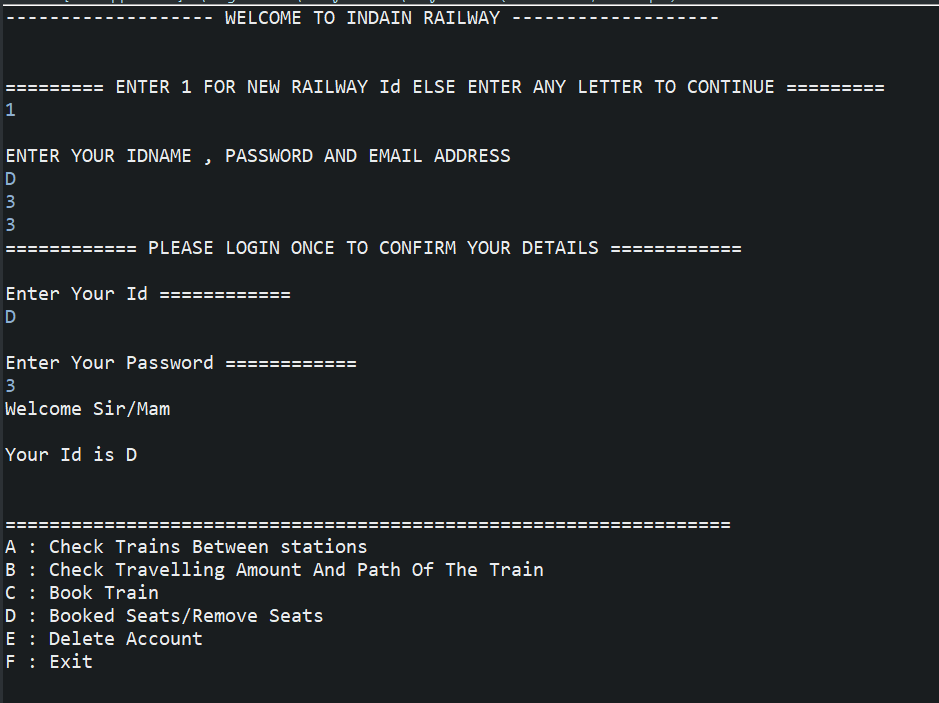 ------------------- WELCOME TO INDAIN RAILWAY -------------------
========= ENTER 1 FOR NEW RAILWAY Id ELSE ENTER ANY LETTER TO CONTINUE =========
1
ENTER YOUR IDNAME , PASSWORD AND EMAIL ADDRESS
D
3
3
============ PLEASE LOGIN ONCE TO CONFIRM YOUR DETAILS ============
Enter Your Id ============
D
Enter Your Password ============
3
Welcome Sir/Mam
Your Id is D
==================================================================
A : Check Trains Between stations
B : Check Travelling Amount And Path Of The Train
C : Book Train
D : Booked Seats/Remove Seats
E : Delete Account
F : Exit